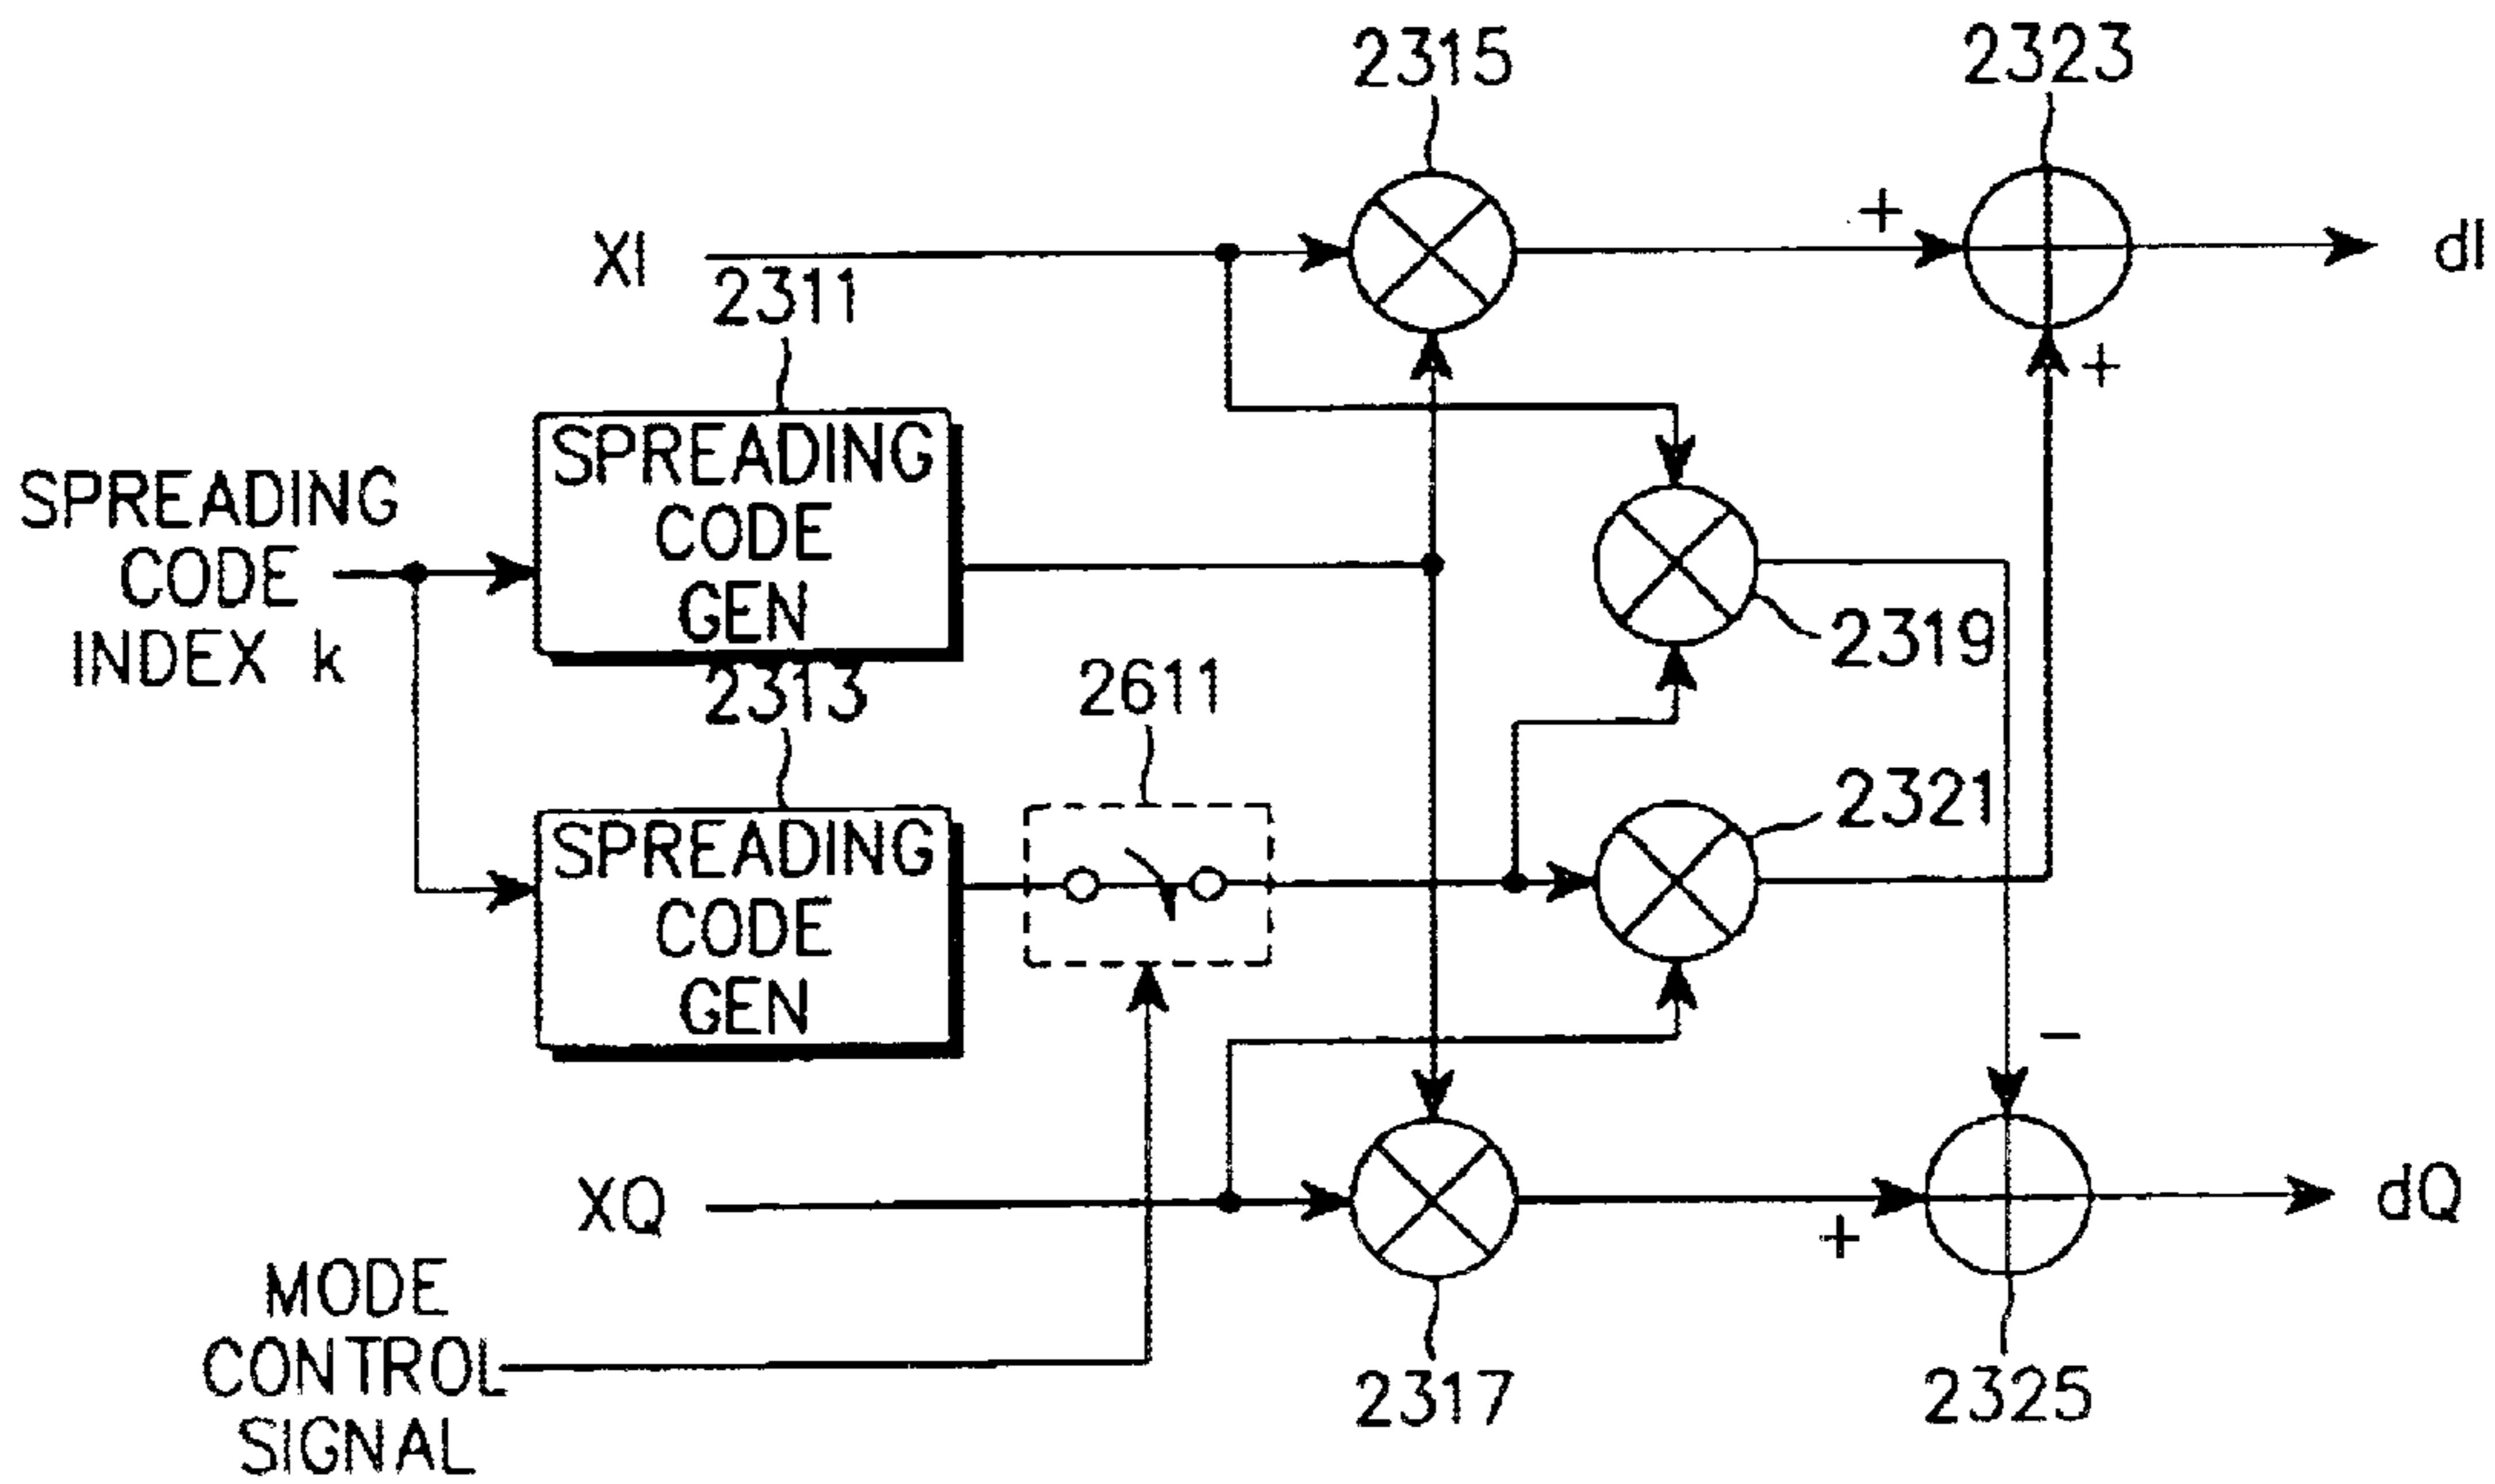 2315
2323
+
XI
dI
2311
+
SPREADING
CODE
GEN
SPREADING
CODE
INDEX k
2319
2313
2611
2321
SPREADING
CODE
GEN
−
XQ
dQ
+
MODE
CONTROL
SIGNAL
2317
2325